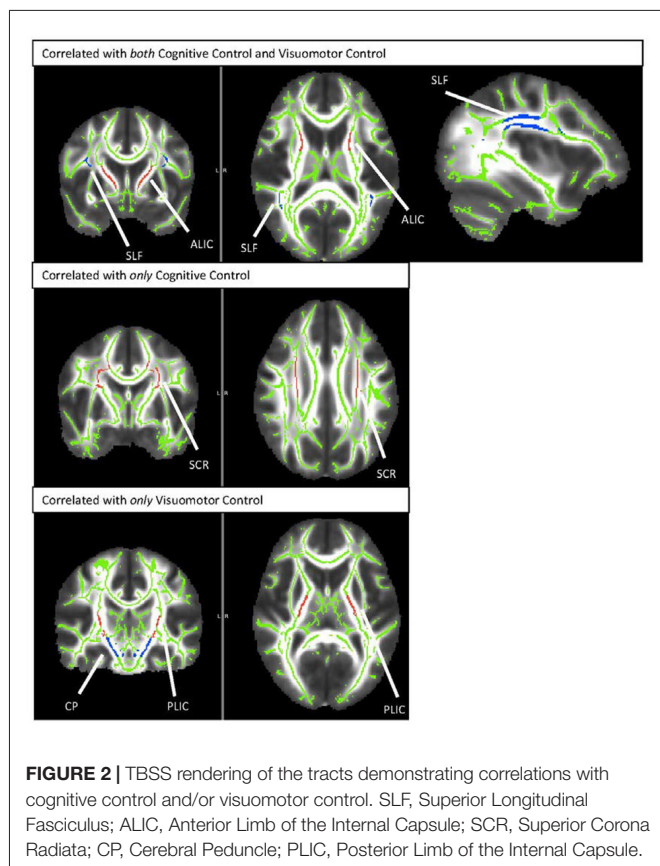 Correlated with both Cognitive Control and Visuomotor Control
SLF
L R
SLF
ALIC
SLF
ALIC
Correlated with only Cognitive Control
L R
SCR
SCR
Correlated with only Visuomotor Control
L R
CP
PLIC
PLIC
FIGURE 2 | TBSS rendering of the tracts demonstrating correlations with
cognitive control and/or visuomotor control. SLF, Superior Longitudinal
Fasciculus; ALIC, Anterior Limb of the Internal Capsule; SCR, Superior Corona
Radiata; CP, Cerebral Peduncle; PLIC, Posterior Limb of the Internal Capsule.